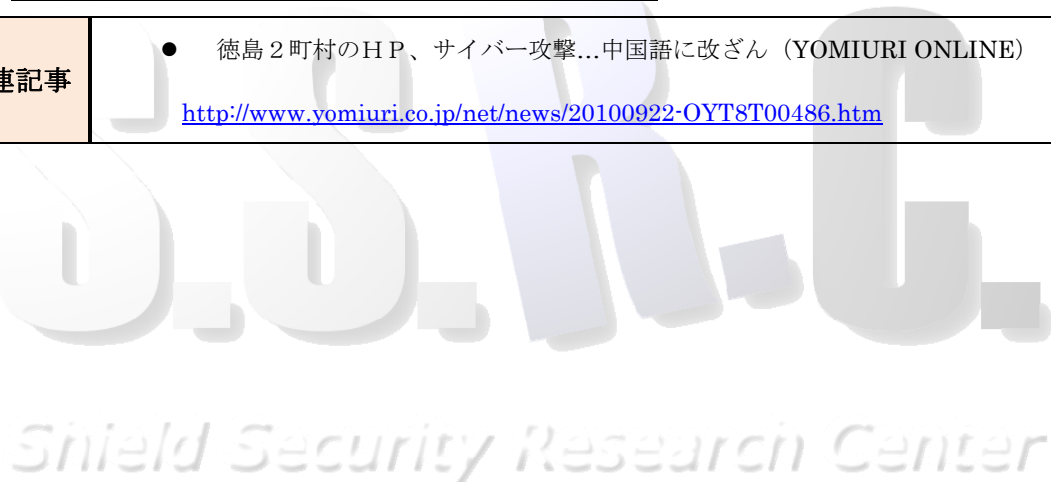 連記事
● 徳島２町村のＨＰ、サイバー攻撃…中国語に改ざん（YOMIURI ONLINE）
http://www.yomiuri.co.jp/net/news/20100922-OYT8T00486.htm
S.S.R.C.
Shield Security Research Center